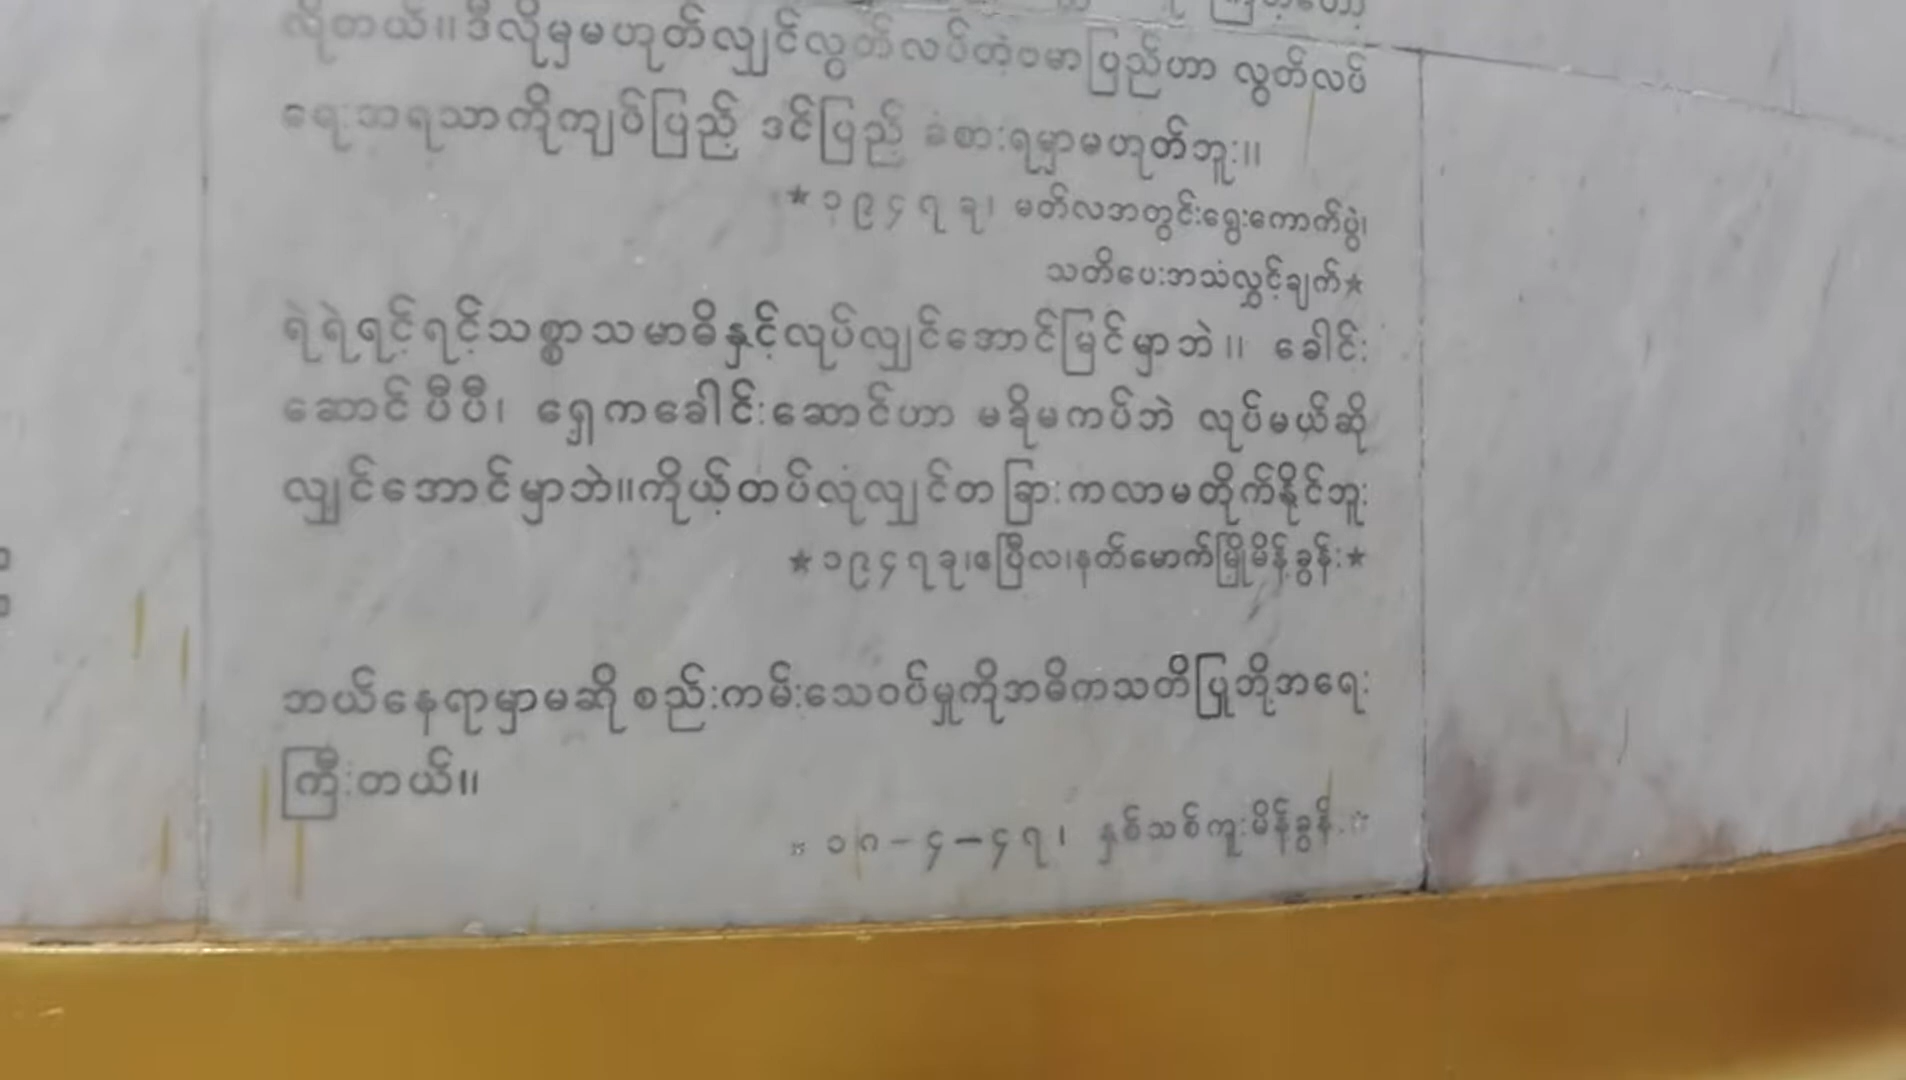 လိုတယ်။ ဒီလိုမှမဟုတ်လျှင်လွတ်လပ်တဲ့ဗမာပြည်ဟာ လွတ်လပ်
ရေးအရသာကိုကျပ်ပြည့် ဒင်ပြည့် ခံစားရမှာမဟုတ်ဘူး။
*၁၉၄၇ ခု၊ မတ်လအတွင်းရွေးကောက်ပွဲ၊
သတိပေးအသံလွှင့်ချက်*
ရဲရဲရင့်ရင့်သစ္စာသမာဓိနှင့်လုပ်လျှင်အောင်မြင်မှာဘဲ။ ခေါင်း
ဆောင်ပီပီ၊ ရှေ့ကခေါင်းဆောင်ဟာ မခိုမကပ်ဘဲ လုပ်မယ်ဆို
လျှင်အောင်မှာဘဲ။ ကိုယ့်တပ်လုံလျှင်တခြားကလာမတိုက်နိုင်ဘူး
*၁၉၄၇ခု၊ဧပြီလ၊နတ်မောက်မြို့မိန့်ခွန်း*
ဘယ်နေရာမှာမဆို စည်းကမ်းသေဝပ်မှုကိုအဓိကသတိပြုဘို့အရေး
ကြီးတယ်။
* ၁၈-၄-၄၇၊ နှစ်သစ်ကူးမိန့်ခွန်း *